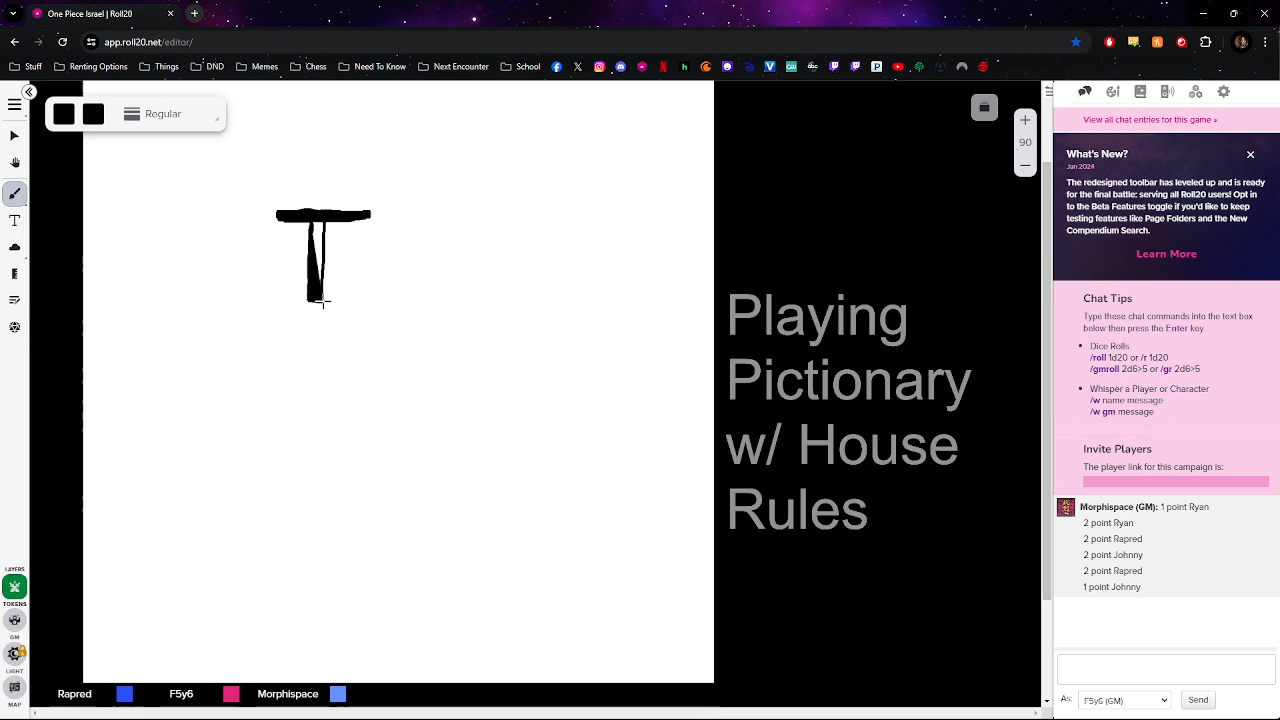 One Piece Israel | Roll20
app.roll20.net/editor/
Stuff
Renting Options
Things
DND
Memes
Chess
Need To Know
Next Encounter
School
Regular
90
View all chat entries for this game »
What's New?
Jan 2024
The redesigned toolbar has leveled up and is ready
for the final battle: serving all Roll20 users! Opt in
to the Beta Features toggle if you'd like to keep
testing features like Page Folders and the New
Compendium Search.
Learn More
Chat Tips
Type these chat commands into the text box
below then press the Enter key.
• Dice Rolls
/roll 1d20 or /r 1d20
/gmroll 2d6>5 or /gr 2d6>5
• Whisper a Player or Character
/w name message
/w gm message
Invite Players
The player link for this campaign is:
Morphispace (GM): 1 point Ryan
2 point Ryan
2 point Rapred
2 point Johnny
2 point Rapred
1 point Johnny
As:
F5y6 (GM)
Send
T
Playing
Pictionary
w/ House
Rules
LAYERS
TOKENS
GM
LIGHT
MAP
Rapred
F5y6
Morphispace